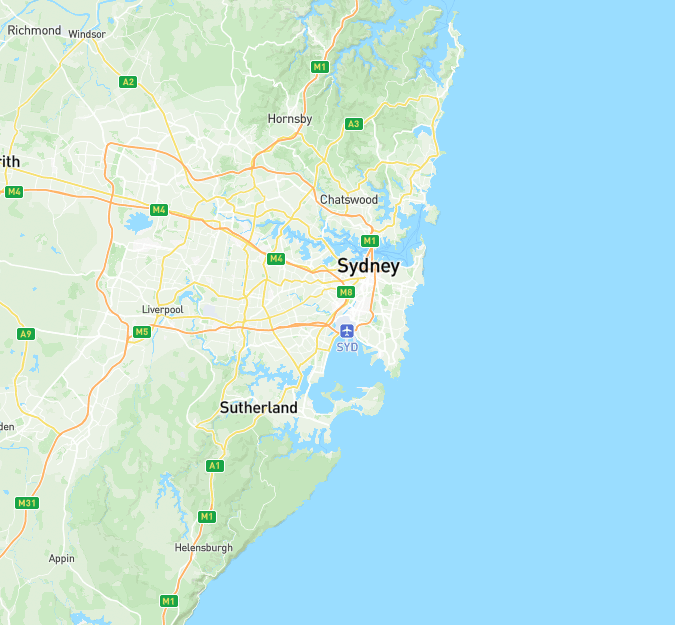 Richmond
Windsor
M1
A2
Hornsby
A3
rith
M4
Chatswood
M4
M1
M4
Sydney
M8
Liverpool
A9
M5
SYD
Sutherland
den
A1
M31
M1
Helensburgh
Appin
M1